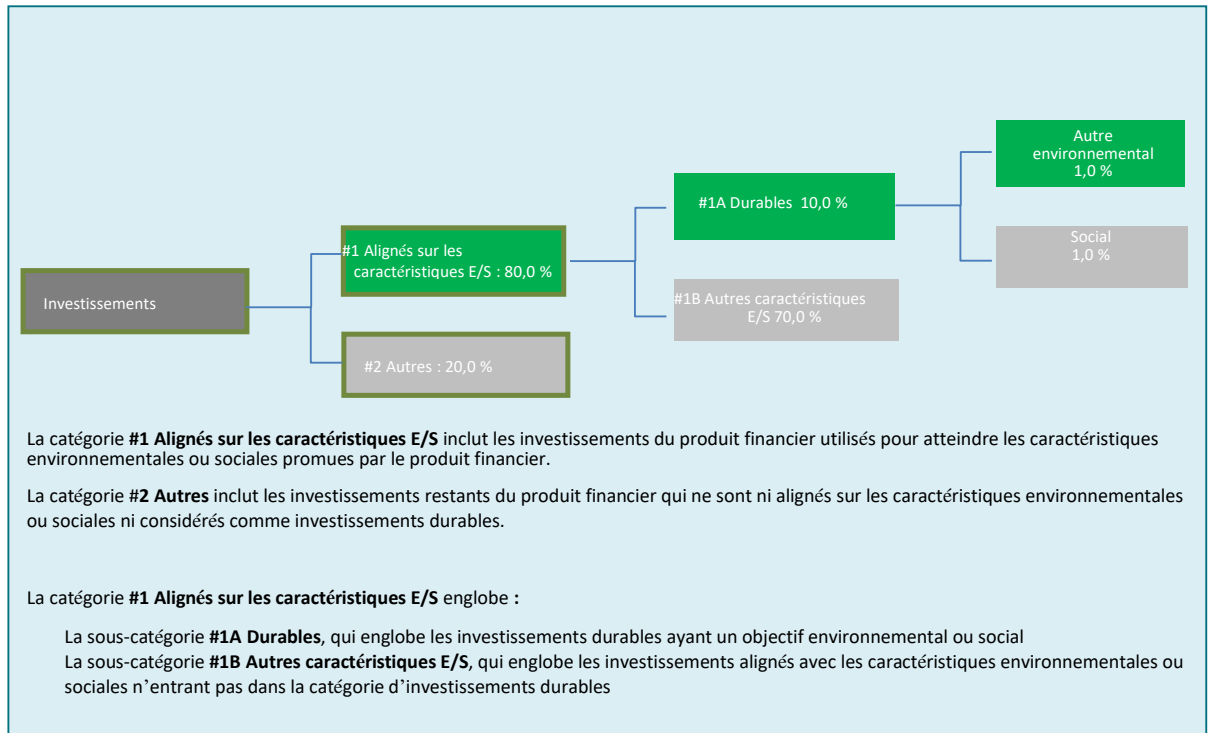 Autre
environnemental
1,0 %
#1A Durables 10,0 %
Social
1,0 %
#1 Alignés sur les
caractéristiques E/S : 80,0 %
#1B Autres caractéristiques
E/S 70,0 %
Investissements
#2 Autres : 20,0 %
La catégorie #1 Alignés sur les caractéristiques E/S inclut les investissements du produit financier utilisés pour atteindre les caractéristiques
environnementales ou sociales promues par le produit financier.
La catégorie #2 Autres inclut les investissements restants du produit financier qui ne sont ni alignés sur les caractéristiques environnementales
ou sociales ni considérés comme investissements durables.
La catégorie #1 Alignés sur les caractéristiques E/S englobe :
La sous-catégorie #1A Durables, qui englobe les investissements durables ayant un objectif environnemental ou social
La sous-catégorie #1B Autres caractéristiques E/S, qui englobe les investissements alignés avec les caractéristiques environnementales ou
sociales n’entrant pas dans la catégorie d’investissements durables